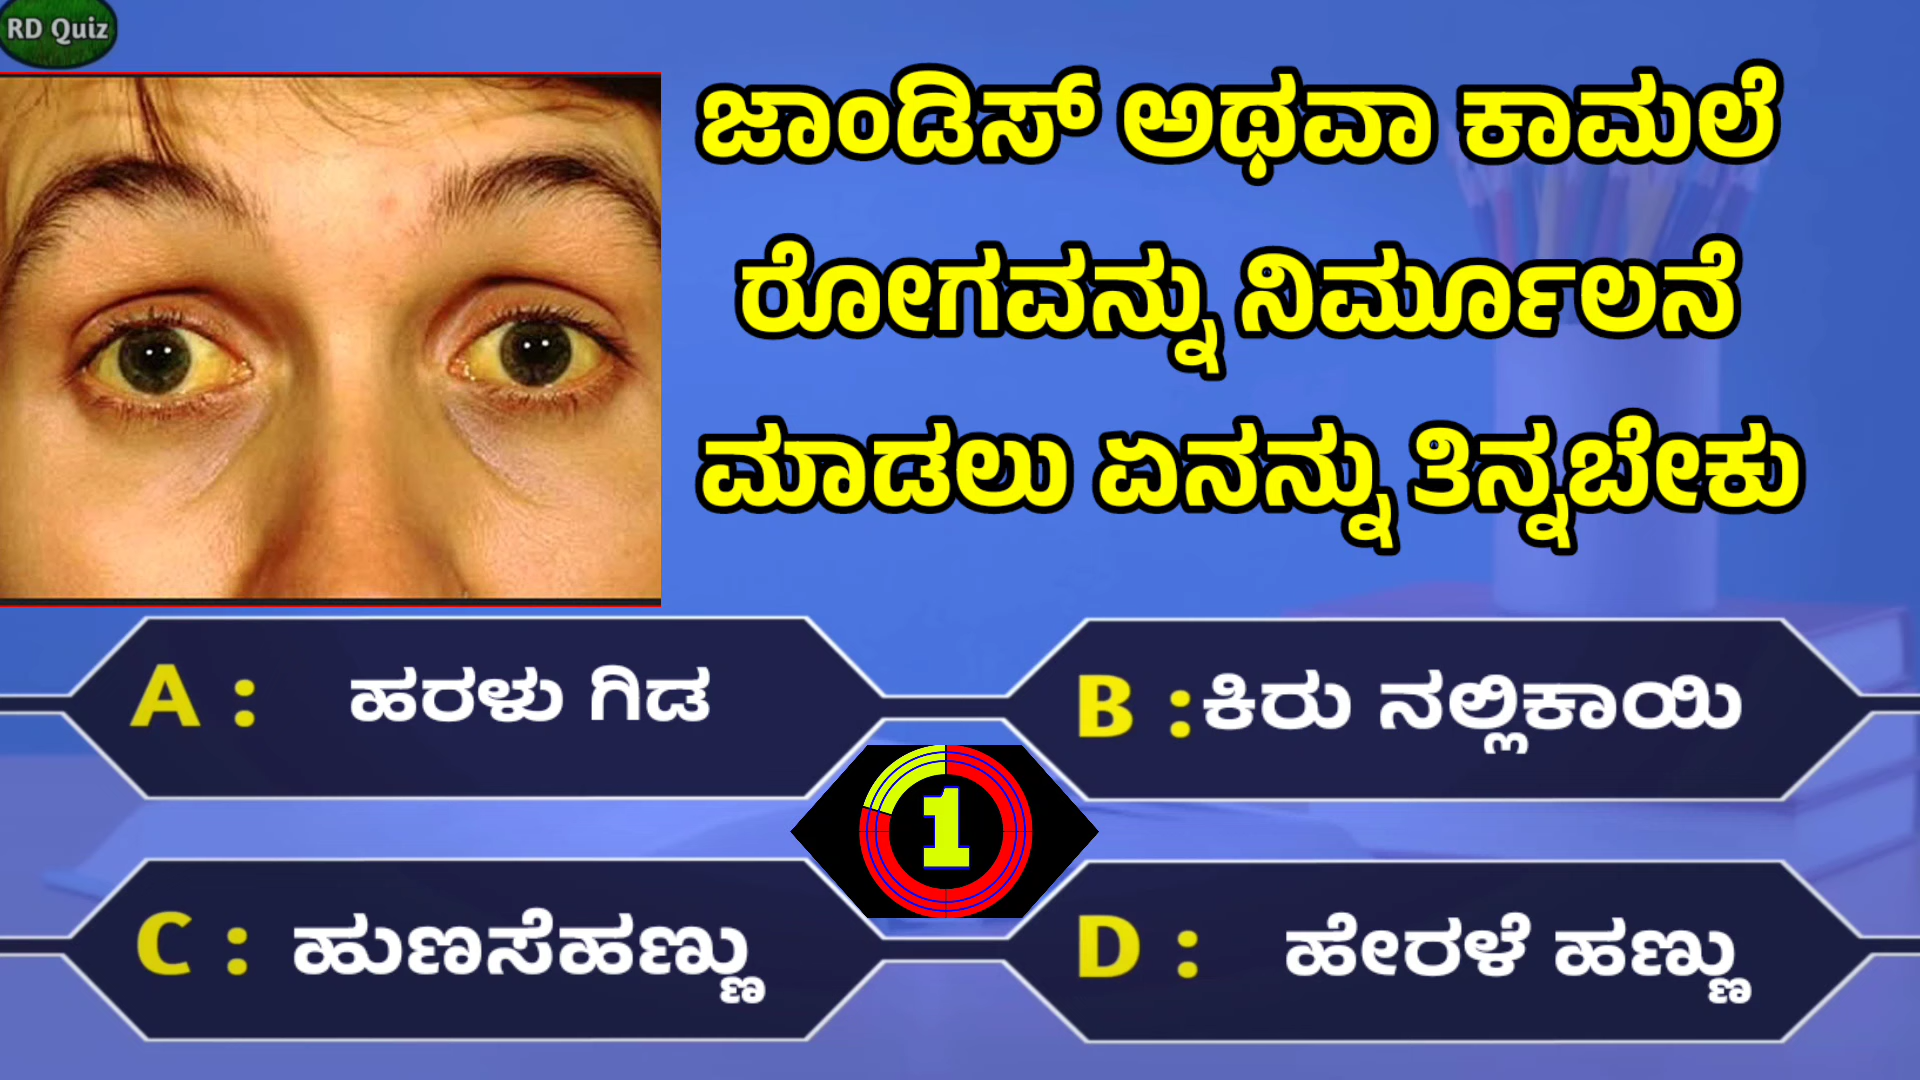 RD Quiz
ಜಾಂಡಿಸ್ ಅಥವಾ ಕಾಮಲೆ
ರೋಗವನ್ನು ನಿರ್ಮೂಲನೆ
ಮಾಡಲು ಏನನ್ನು ತಿನ್ನಬೇಕು
A : ಹರಳು ಗಿಡ
B : ಕಿರು ನಲ್ಲಿಕಾಯಿ
1
C : ಹುಣಸೆಹಣ್ಣು
D : ಹೇರಳೆ ಹಣ್ಣು